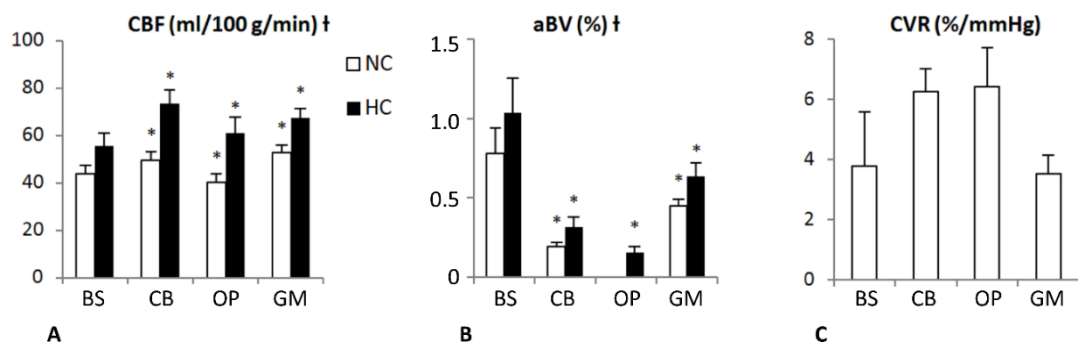 CBF (ml/100 g/min) ƚ
A
100
80
60
40
20
0
* * * * * *
NC
HC
BS CB OP GM
aBV (%) ƚ
1.5
1.0
0.5
0
* * * * *
BS CB OP GM
B
CVR (%/mmHg)
8
6
4
2
0
BS CB OP GM
C